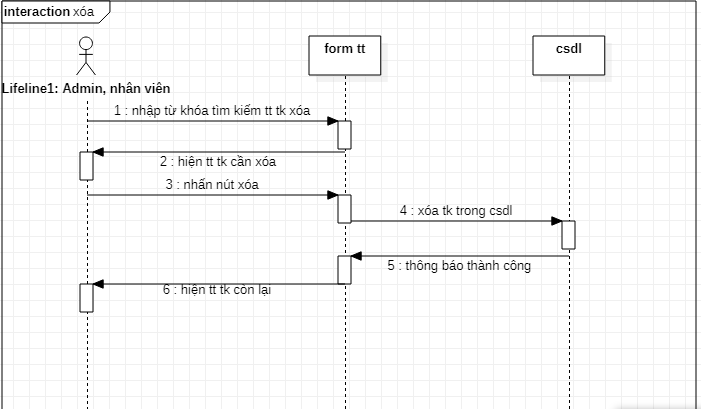 interaction xóa
form tt
csdl
Lifeline1: Admin, nhân viên
1 : nhập từ khóa tìm kiếm tt tk xóa
2 : hiện tt tk cần xóa
3 : nhấn nút xóa
4 : xóa tk trong csdl
5 : thông báo thành công
6 : hiện tt tk còn lại